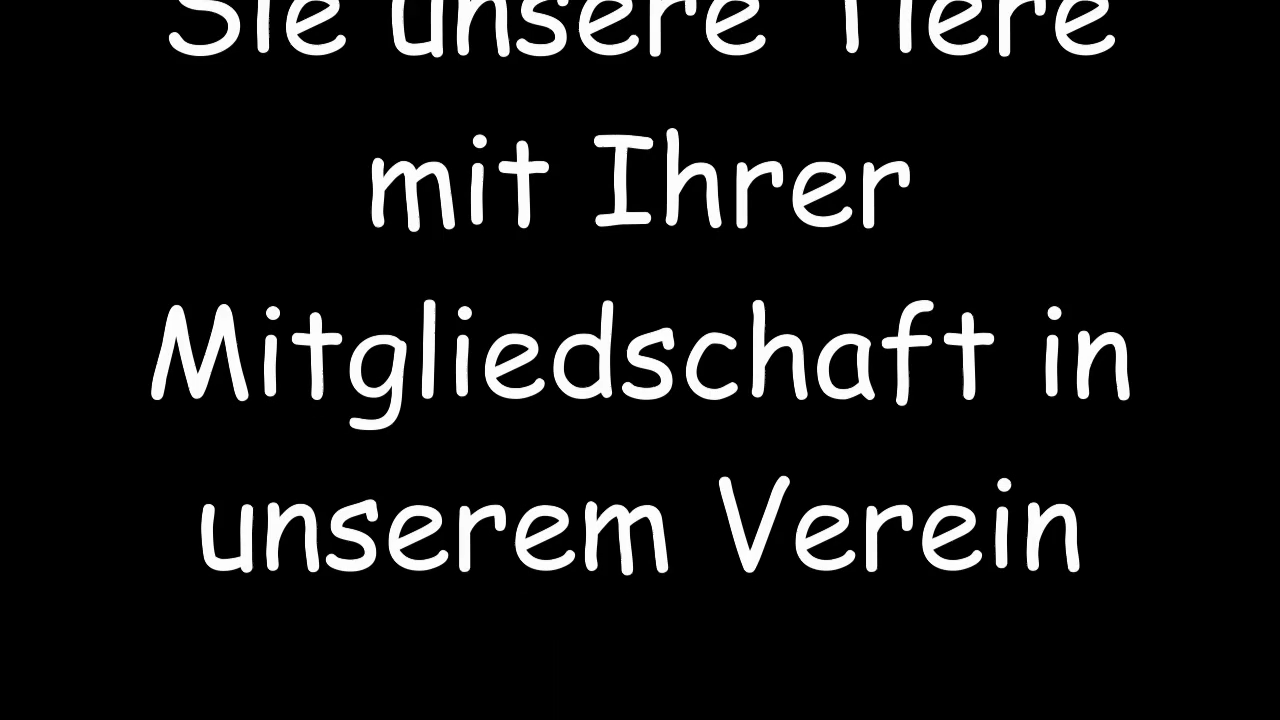 Sie unsere Tiere
mit Ihrer
Mitgliedschaft in
unserem Verein